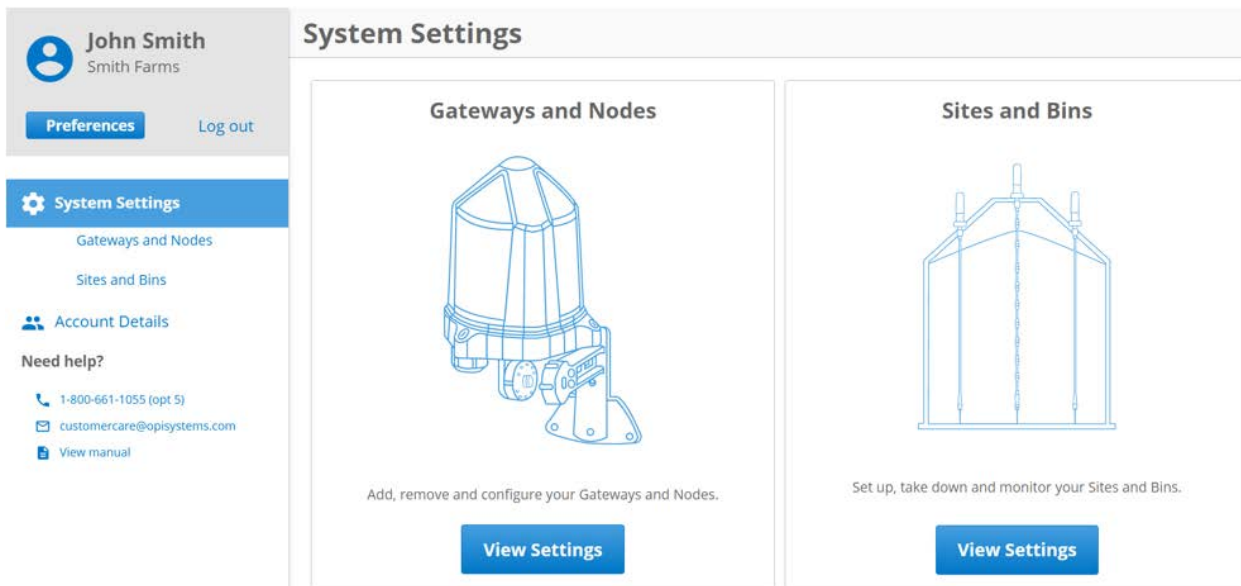 John Smith
Smith Farms
Preferences
Log out
System Settings
Gateways and Nodes
Sites and Bins
Account Details
Need help?
1-800-661-1055 (opt 5)
customercare@opisystems.com
View manual
System Settings
Gateways and Nodes
Add, remove and configure your Gateways and Nodes.
View Settings
Sites and Bins
Set up, take down and monitor your Sites and Bins.
View Settings